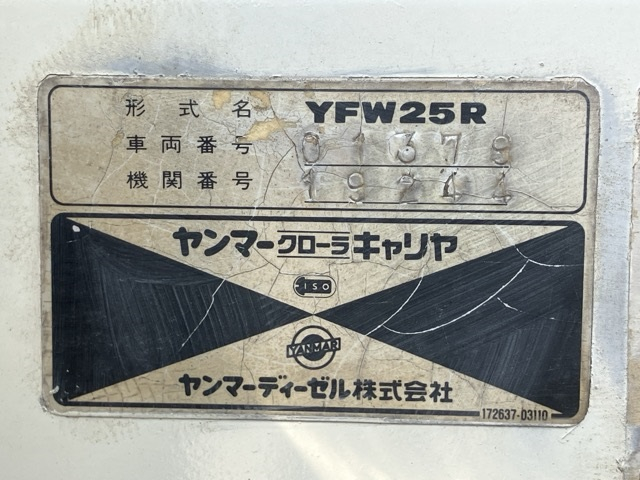 形式名 YFW25R
車両番号 01379
機関番号 19244
ヤンマークローラキャリヤ
ISO
YANMAR
ヤンマーディーゼル株式会社
172637-03110